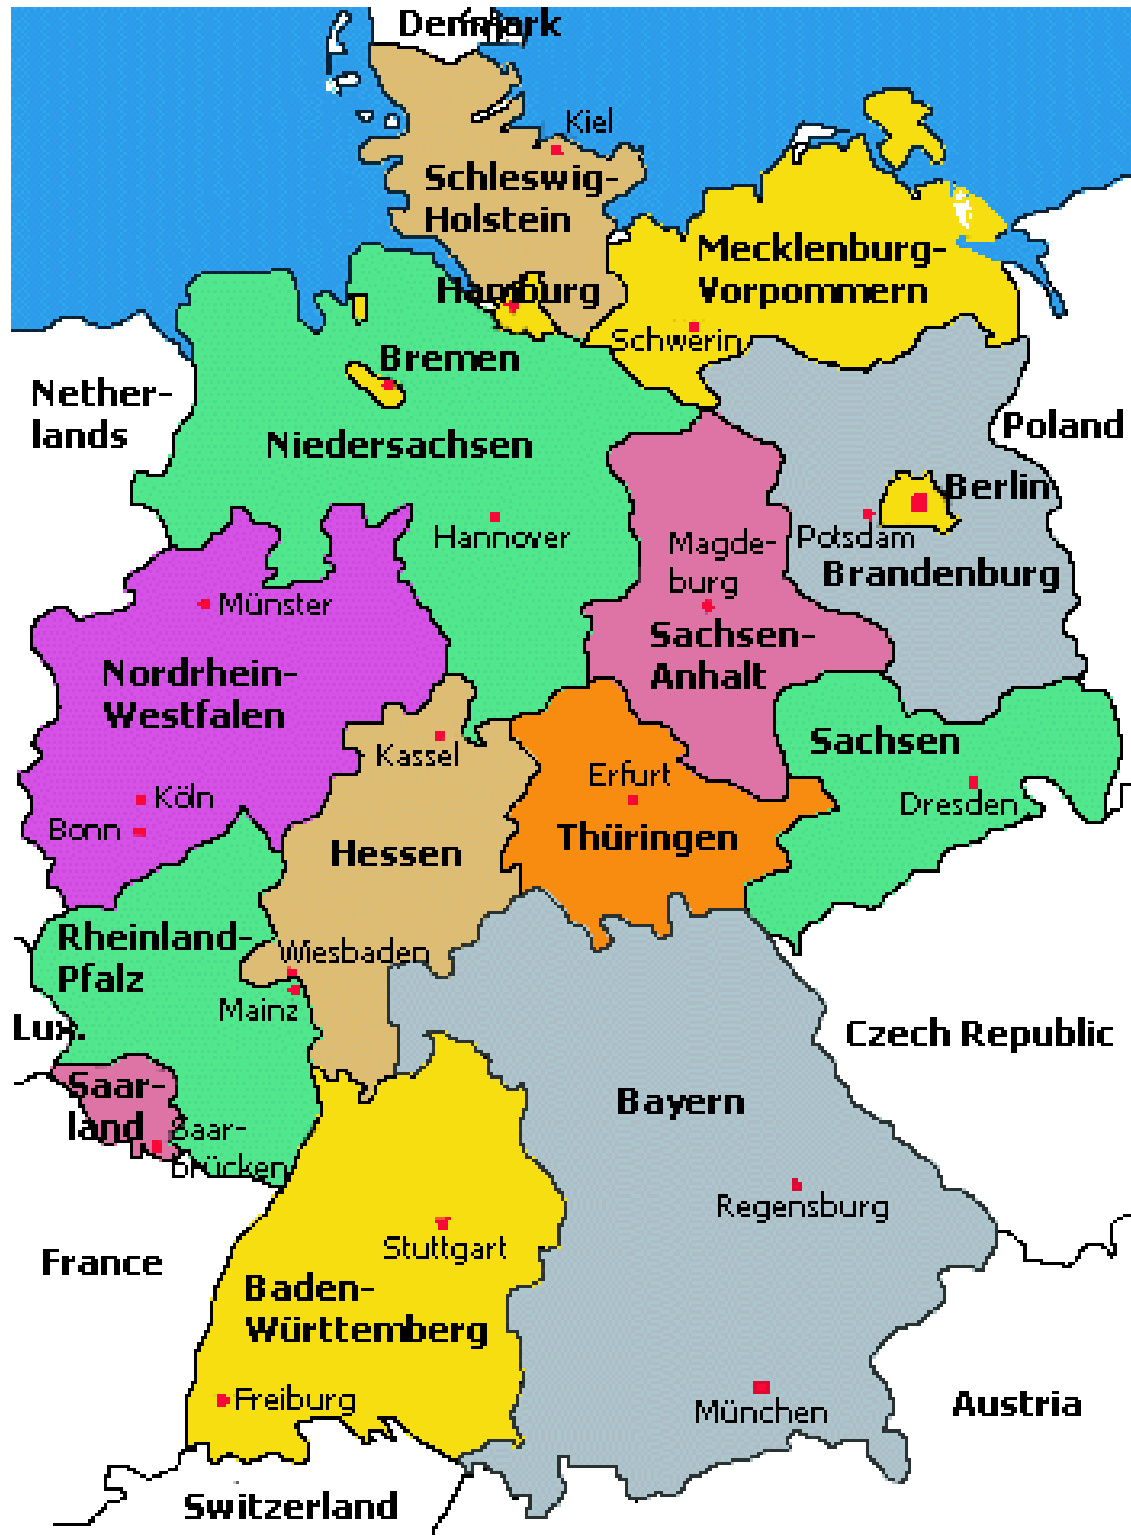 Denmark
Kiel
Schleswig-
Holstein
Mecklenburg-
Vorpommern
Hamburg
Schwerin
Bremen
Nether-
lands
Poland
Niedersachsen
Berlin
Hannover
Potsdam
Magde-
burg
Brandenburg
Münster
Sachsen-
Anhalt
Nordrhein-
Westfalen
Sachsen
Kassel
Erfurt
Köln
Dresden
Bonn
Thüringen
Hessen
Rheinland-
Pfalz
Wiesbaden
Mainz
Lux.
Czech Republic
Saar-
land
Bayern
Saar-
brücken
Regensburg
Stuttgart
France
Baden-
Württemberg
Freiburg
München
Austria
Switzerland